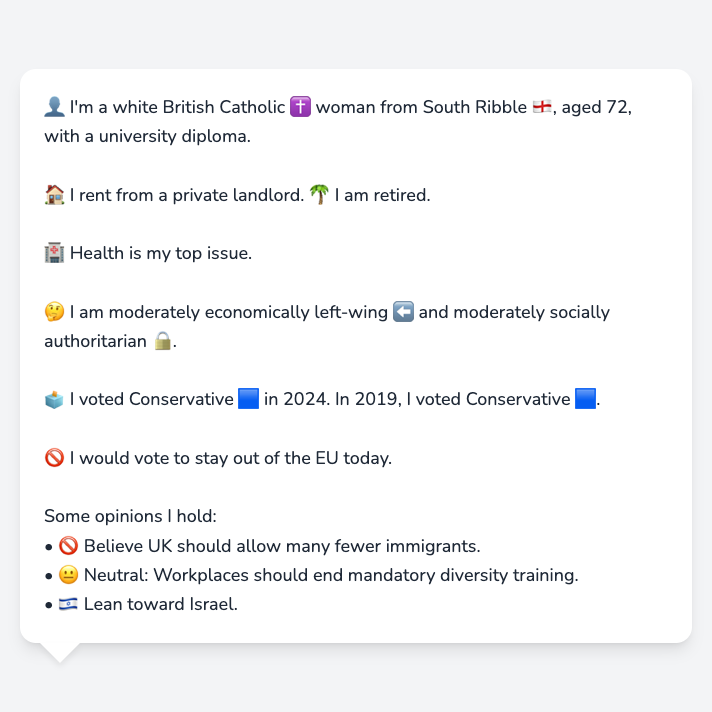 👤 I'm a white British Catholic ✝️ woman from South Ribble 🏴󠁧󠁢󠁥󠁮󠁧󠁿, aged 72,
with a university diploma.
🏠 I rent from a private landlord. 🌴 I am retired.
🏥 Health is my top issue.
🤔 I am moderately economically left-wing ⬅️ and moderately socially
authoritarian 🔒.
🗳️ I voted Conservative 🟦 in 2024. In 2019, I voted Conservative 🟦.
🚫 I would vote to stay out of the EU today.
Some opinions I hold:
• 🚫 Believe UK should allow many fewer immigrants.
• 😐 Neutral: Workplaces should end mandatory diversity training.
• 🇮🇱 Lean toward Israel.